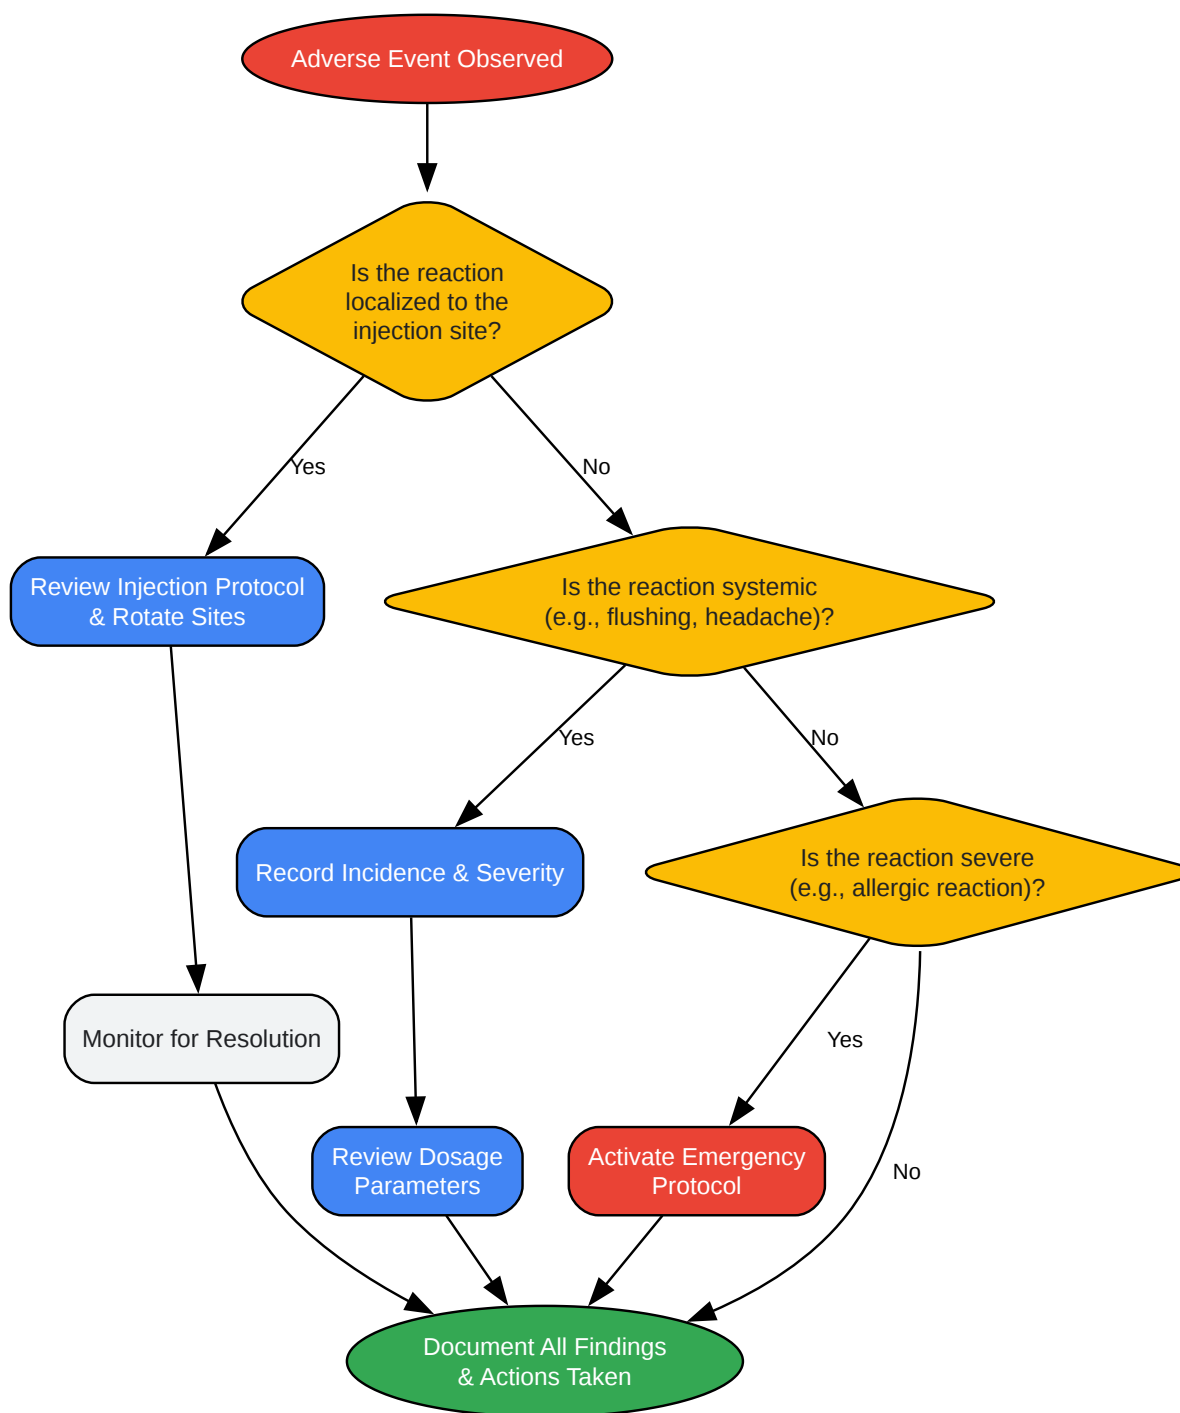 Adverse Event Observed
Is the reaction
localized to the
injection site?
Yes
No
Review Injection Protocol
& Rotate Sites
Is the reaction systemic
(e.g., flushing, headache)?
Yes
No
Record Incidence & Severity
Is the reaction severe
(e.g., allergic reaction)?
Monitor for Resolution
Yes
Review Dosage
Parameters
Activate Emergency
Protocol
No
Document All Findings
& Actions Taken